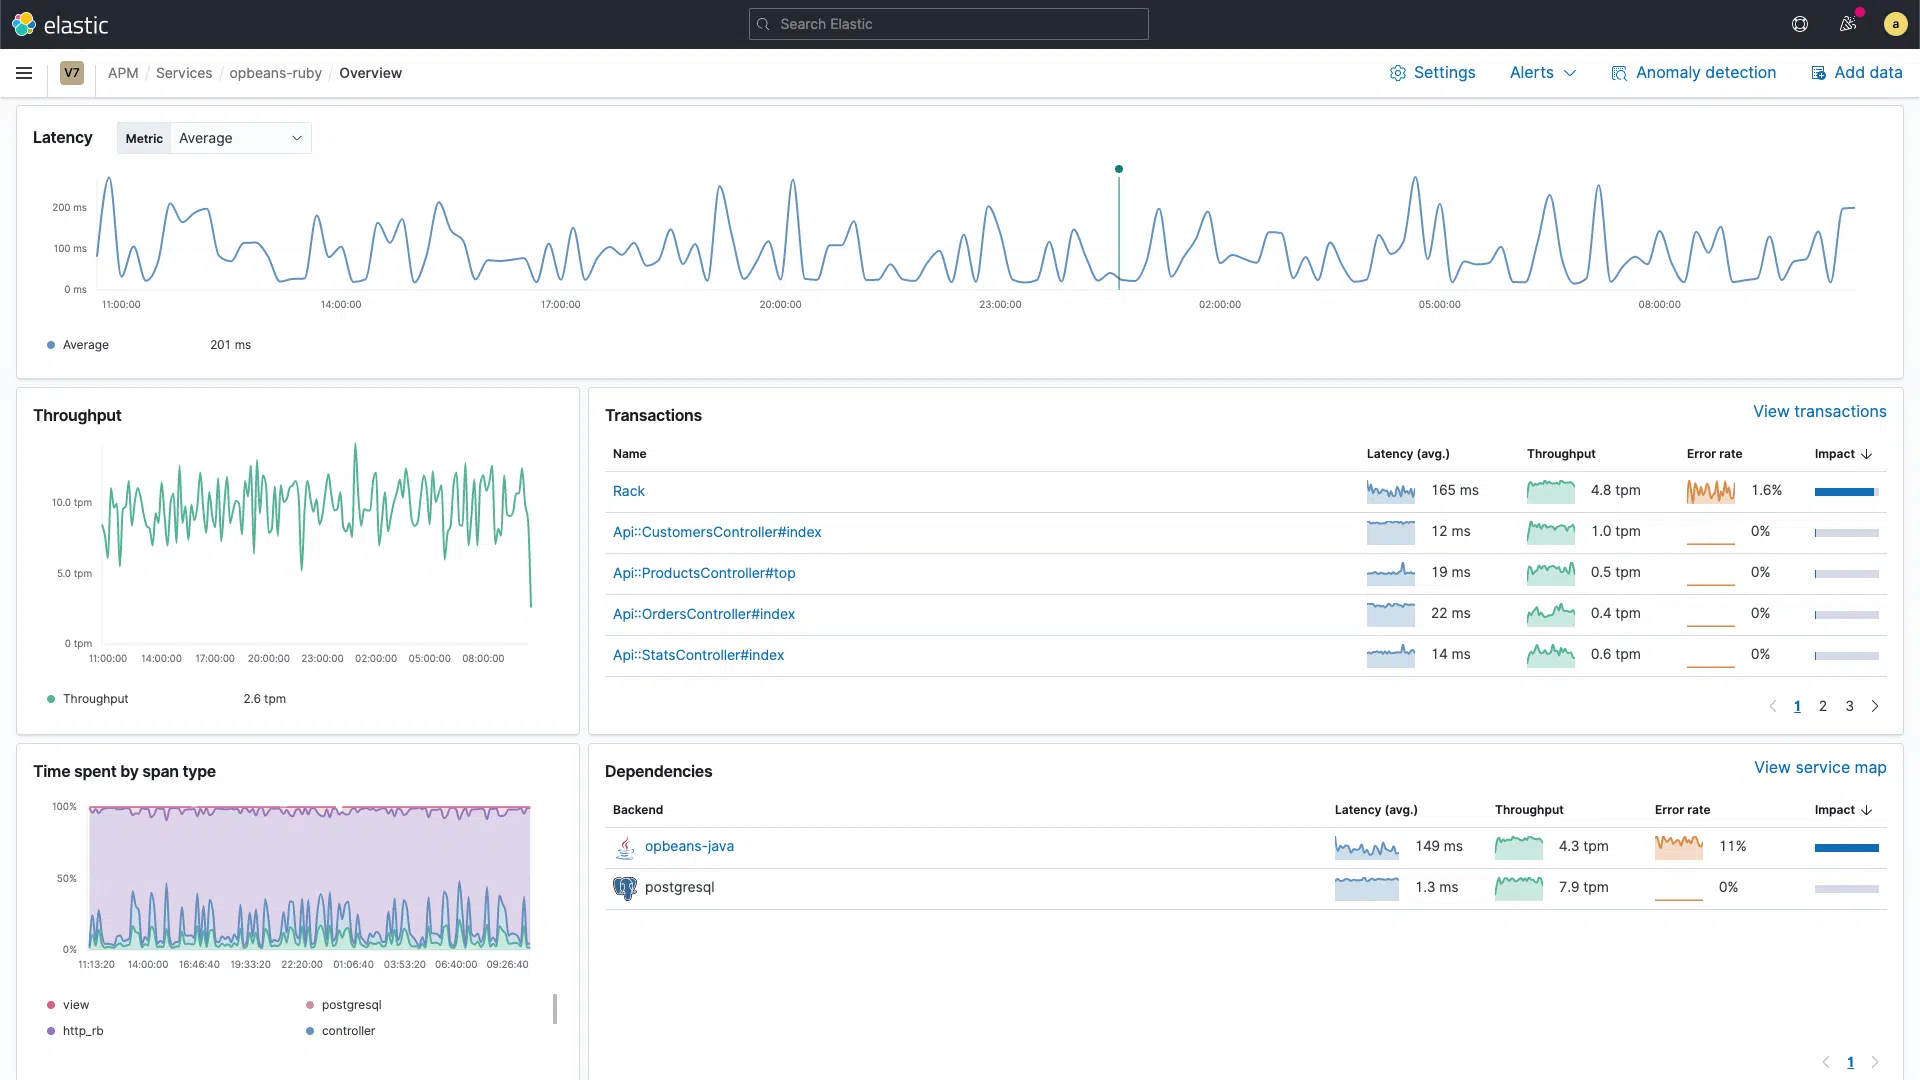 elastic
Search Elastic
a
V7
APM / Services / opbeans-ruby / Overview
Settings
Alerts
Anomaly detection
Add data
Latency
Metric Average
200 ms
100 ms
0 ms
11:00:00 14:00:00 17:00:00 20:00:00 23:00:00 02:00:00 05:00:00 08:00:00
Average 201 ms
Throughput
10.0 tpm
5.0 tpm
0 tpm
11:00:00 14:00:00 17:00:00 20:00:00 23:00:00 02:00:00 05:00:00 08:00:00
Throughput 2.6 tpm
Transactions
View transactions
Name Latency (avg.) Throughput Error rate Impact
Rack 165 ms 4.8 tpm 1.6%
Api::CustomersController#index 12 ms 1.0 tpm 0%
Api::ProductsController#top 19 ms 0.5 tpm 0%
Api::OrdersController#index 22 ms 0.4 tpm 0%
Api::StatsController#index 14 ms 0.6 tpm 0%
1 2 3
Time spent by span type
100%
50%
0%
11:13:20 14:00:00 16:46:40 19:33:20 22:20:00 01:06:40 03:53:20 06:40:00 09:26:40
view postgresql
http_rb controller
Dependencies
View service map
Backend Latency (avg.) Throughput Error rate Impact
opbeans-java 149 ms 4.3 tpm 11%
postgresql 1.3 ms 7.9 tpm 0%
1